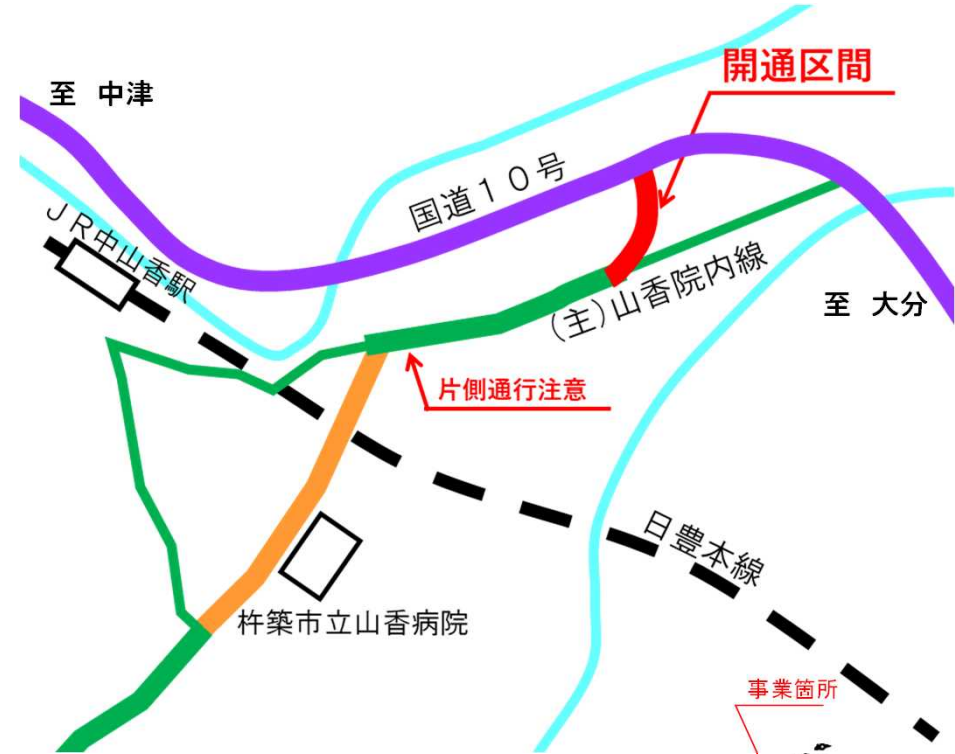 開通区間
至 中津
国道１０号
JR中山香駅
(主)山香院内線
至 大分
片側通行注意
日豊本線
杵築市立山香病院
事業箇所